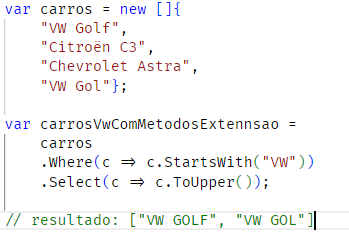 var carros = new []{
"VW Golf",
"Citroën C3",
"Chevrolet Astra",
"VW Gol"};
var carrosVwComMetodosExtennsao =
carros
.Where(c => c.StartsWith("VW"))
.Select(c => c.ToUpper());
// resultado: ["VW GOLF", "VW GOL"]